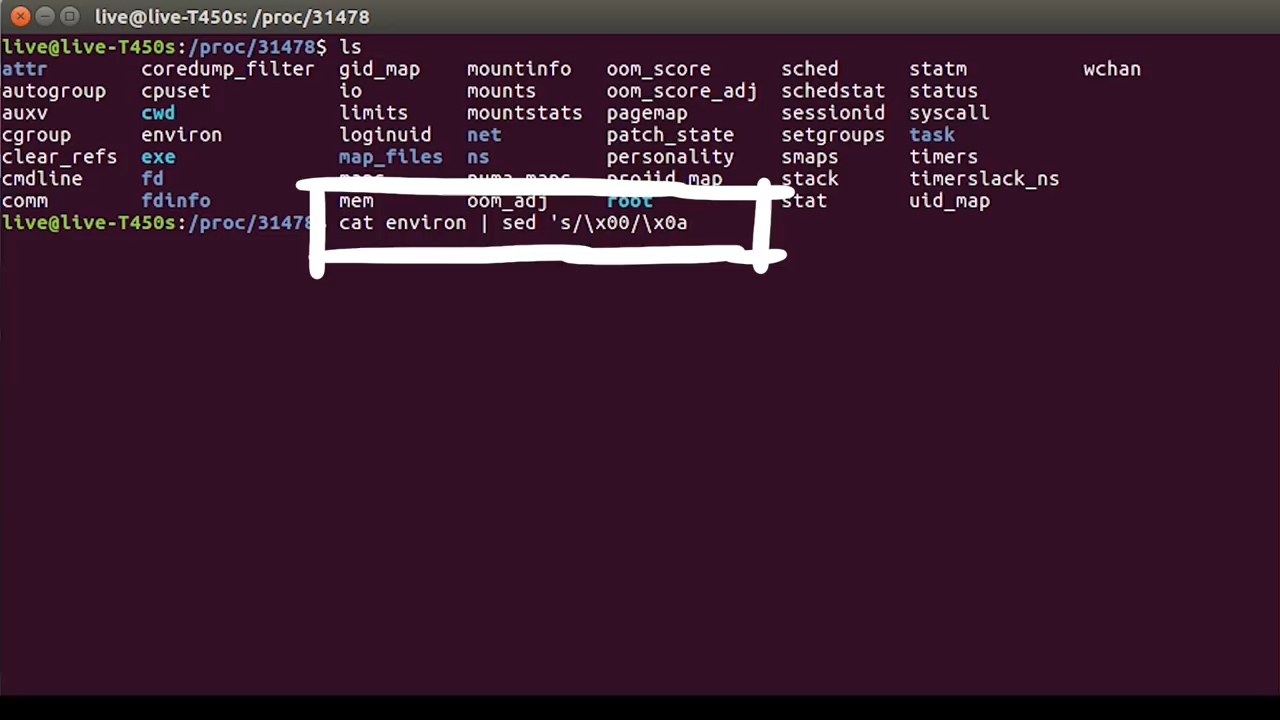 live@live-T450s: /proc/31478
live@live-T450s:/proc/31478$ ls
attr coredump_filter gid_map mountinfo oom_score sched statm wchan
autogroup cpuset io mounts oom_score_adj schedstat status
auxv cwd limits mountstats pagemap sessionid syscall
cgroup environ loginuid net patch_state setgroups task
clear_refs exe map_files ns personality smaps timers
cmdline fd maps numa_maps projid_map stack timerslack_ns
comm fdinfo mem oom_adj root stat uid_map
live@live-T450s:/proc/31478 cat environ | sed 's/\x00/\x0a